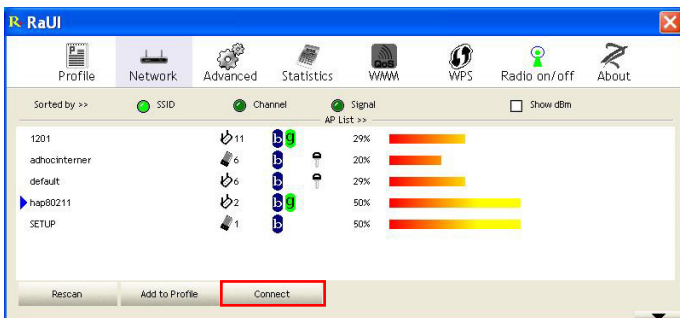 R RaUI
Profile Network Advanced Statistics QoS WMM WPS Radio on/off About
Sorted by >> SSID Channel Signal Show dBm
AP List >>
1201 11 b g 29%
adhocinterner 6 b 20%
default 6 b 29%
hap80211 2 b g 50%
SETUP 1 b 50%
Rescan Add to Profile Connect